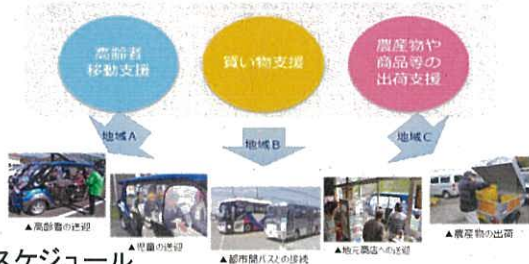 高齢者
移動支援
買い物支援
農産物や
商品等の
出荷支援
地域A
地域B
地域C
▲高齢者の送迎
▲児童の送迎
▲都市間バスとの接続
▲地元商店への送迎
▲農産物の出荷
スケジュール